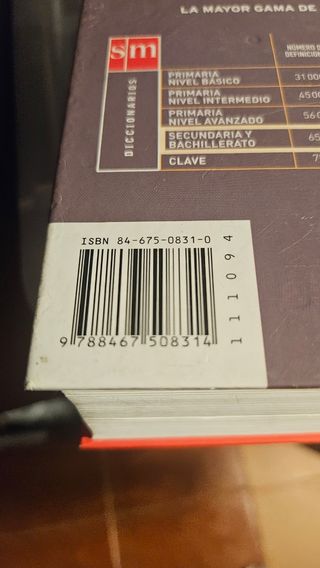 LA MAYOR GAMA DE
sm
NÚMERO
DICCIONARIOS
PRIMARIA
NIVEL BÁSICO
PRIMARIA
NIVEL INTERMEDIO
PRIMARIA
NIVEL AVANZADO
SECUNDARIA Y
BACHILLERATO
CLAVE
ISBN 84-675-0831-0
9 788467 508314
111094